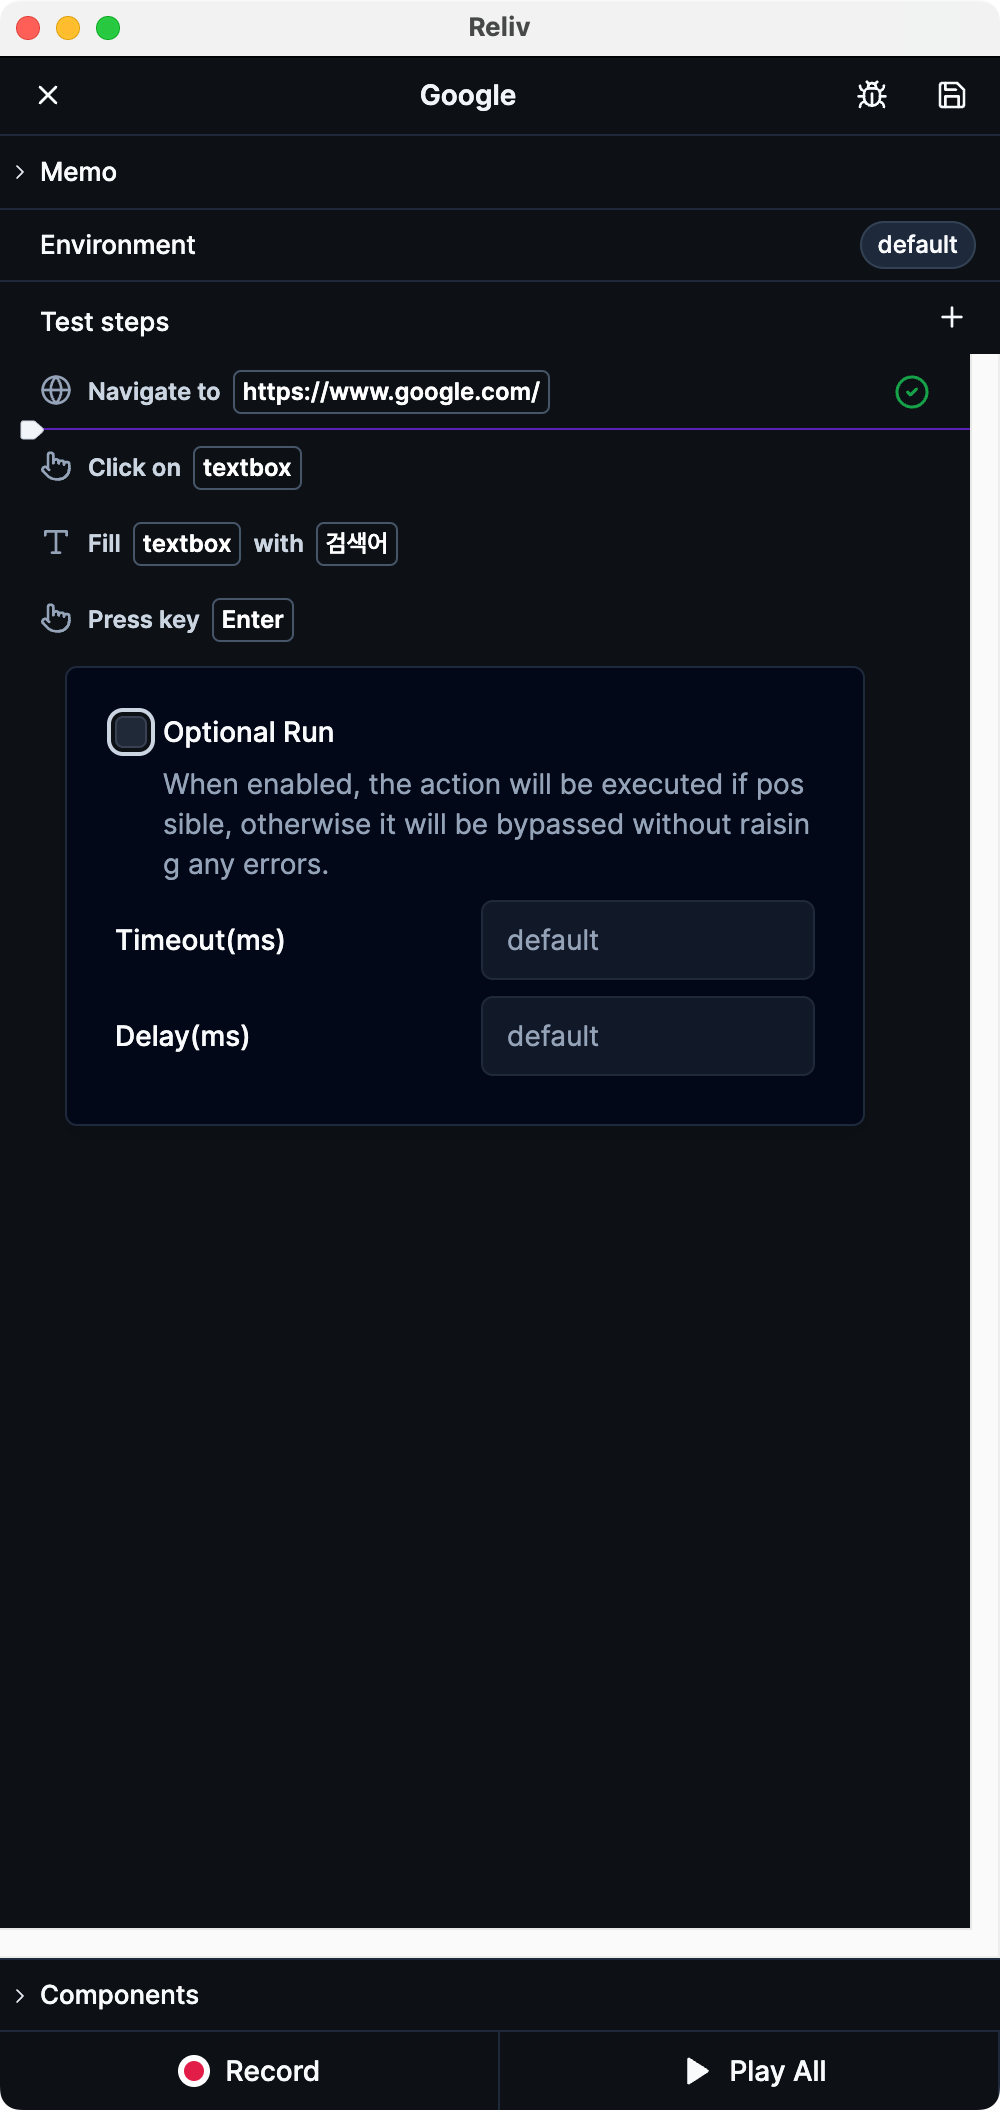 Reliv
Google
Memo
Environment default
Test steps
Navigate to https://www.google.com/
Click on textbox
Fill textbox with 검색어
Press key Enter
Optional Run
When enabled, the action will be executed if pos
sible, otherwise it will be bypassed without raisin
g any errors.
Timeout(ms) default
Delay(ms) default
Components
Record Play All